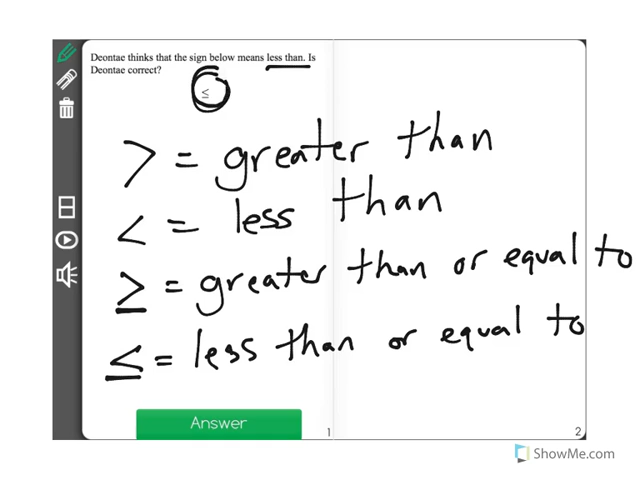 Deontae thinks that the sign below means less than. Is
Deontae correct?
≤
> = greater than
< = less than
≥ = greater than or equal to
≤ = less than or equal to
Answer
1
2
ShowMe.com